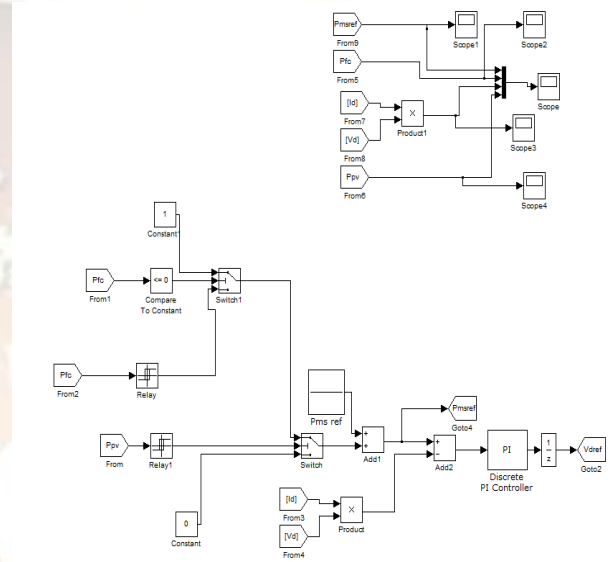 Pmsref
From9
Scope1
Scope2
Pfc
From5
Scope
[Id]
From7
X
Product1
[Vd]
From8
Scope3
Ppv
From6
Scope4
1
Constant1
Pfc
From1
<= 0
Compare
To Constant
Switch1
Pfc
From2
Relay
Pms ref
Pmsref
Goto4
Ppv
From
Relay1
Switch
+
+
Add1
+
−
Add2
PI
Discrete
PI Controller
1
z
Vdref
Goto2
0
Constant
[Id]
From3
X
Product
[Vd]
From4